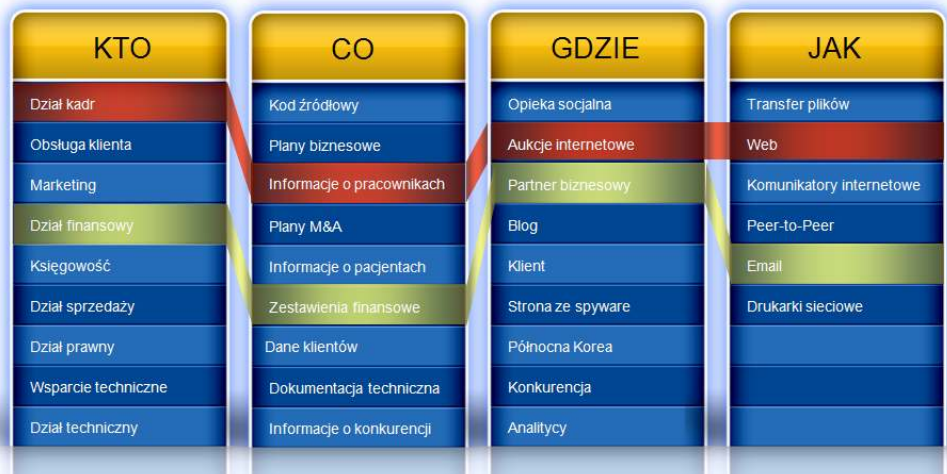 KTO
Dział kadr
Obsługa klienta
Marketing
Dział finansowy
Księgowość
Dział sprzedaży
Dział prawny
Wsparcie techniczne
Dział techniczny
CO
Kod źródłowy
Plany biznesowe
Informacje o pracownikach
Plany M&A
Informacje o pacjentach
Zestawienia finansowe
Dane klientów
Dokumentacja techniczna
Informacje o konkurencji
GDZIE
Opieka socjalna
Aukcje internetowe
Partner biznesowy
Blog
Klient
Strona ze spyware
Północna Korea
Konkurencja
Analitycy
JAK
Transfer plików
Web
Komunikatory internetowe
Peer-to-Peer
Email
Drukarki sieciowe